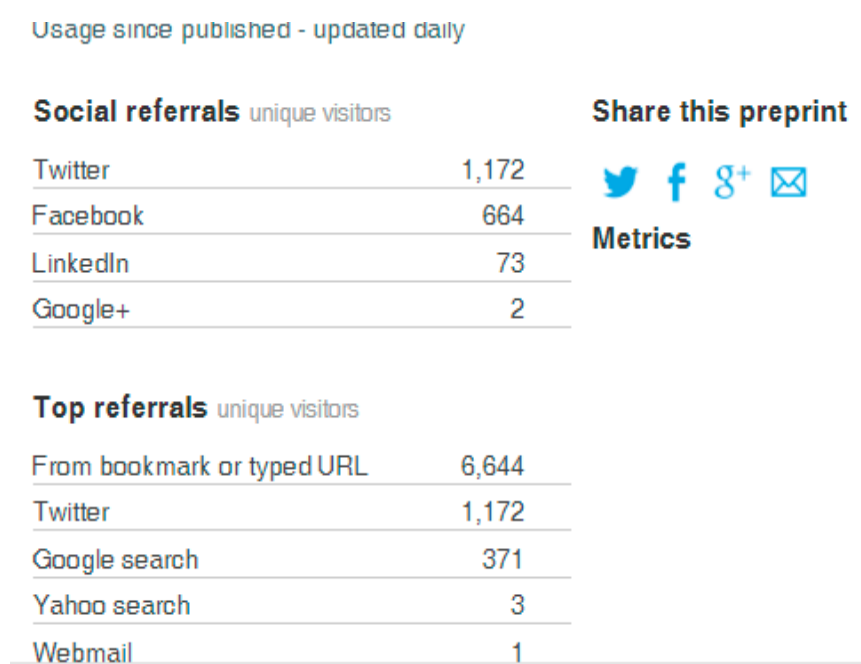 Usage since published - updated daily
Social referrals unique visitors
Twitter 1,172
Facebook 664
LinkedIn 73
Google+ 2
Share this preprint
g+
Metrics
Top referrals unique visitors
From bookmark or typed URL 6,644
Twitter 1,172
Google search 371
Yahoo search 3
Webmail 1